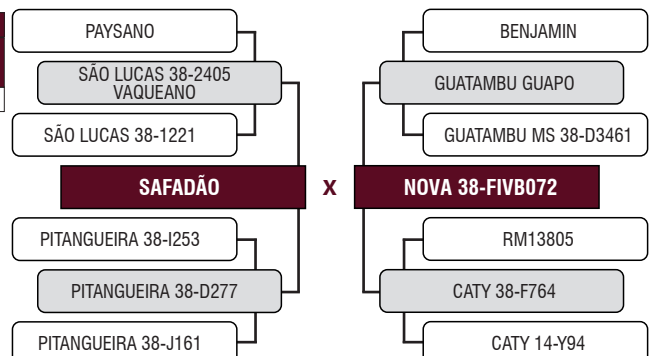 PAYSANO
SÃO LUCAS 38-2405
VAQUEANO
SÃO LUCAS 38-1221
SAFADÃO
PITANGUEIRA 38-I253
PITANGUEIRA 38-D277
PITANGUEIRA 38-J161
X
BENJAMIN
GUATAMBU GUAPO
GUATAMBU MS 38-D3461
NOVA 38-FIVB072
RM13805
CATY 38-F764
CATY 14-Y94